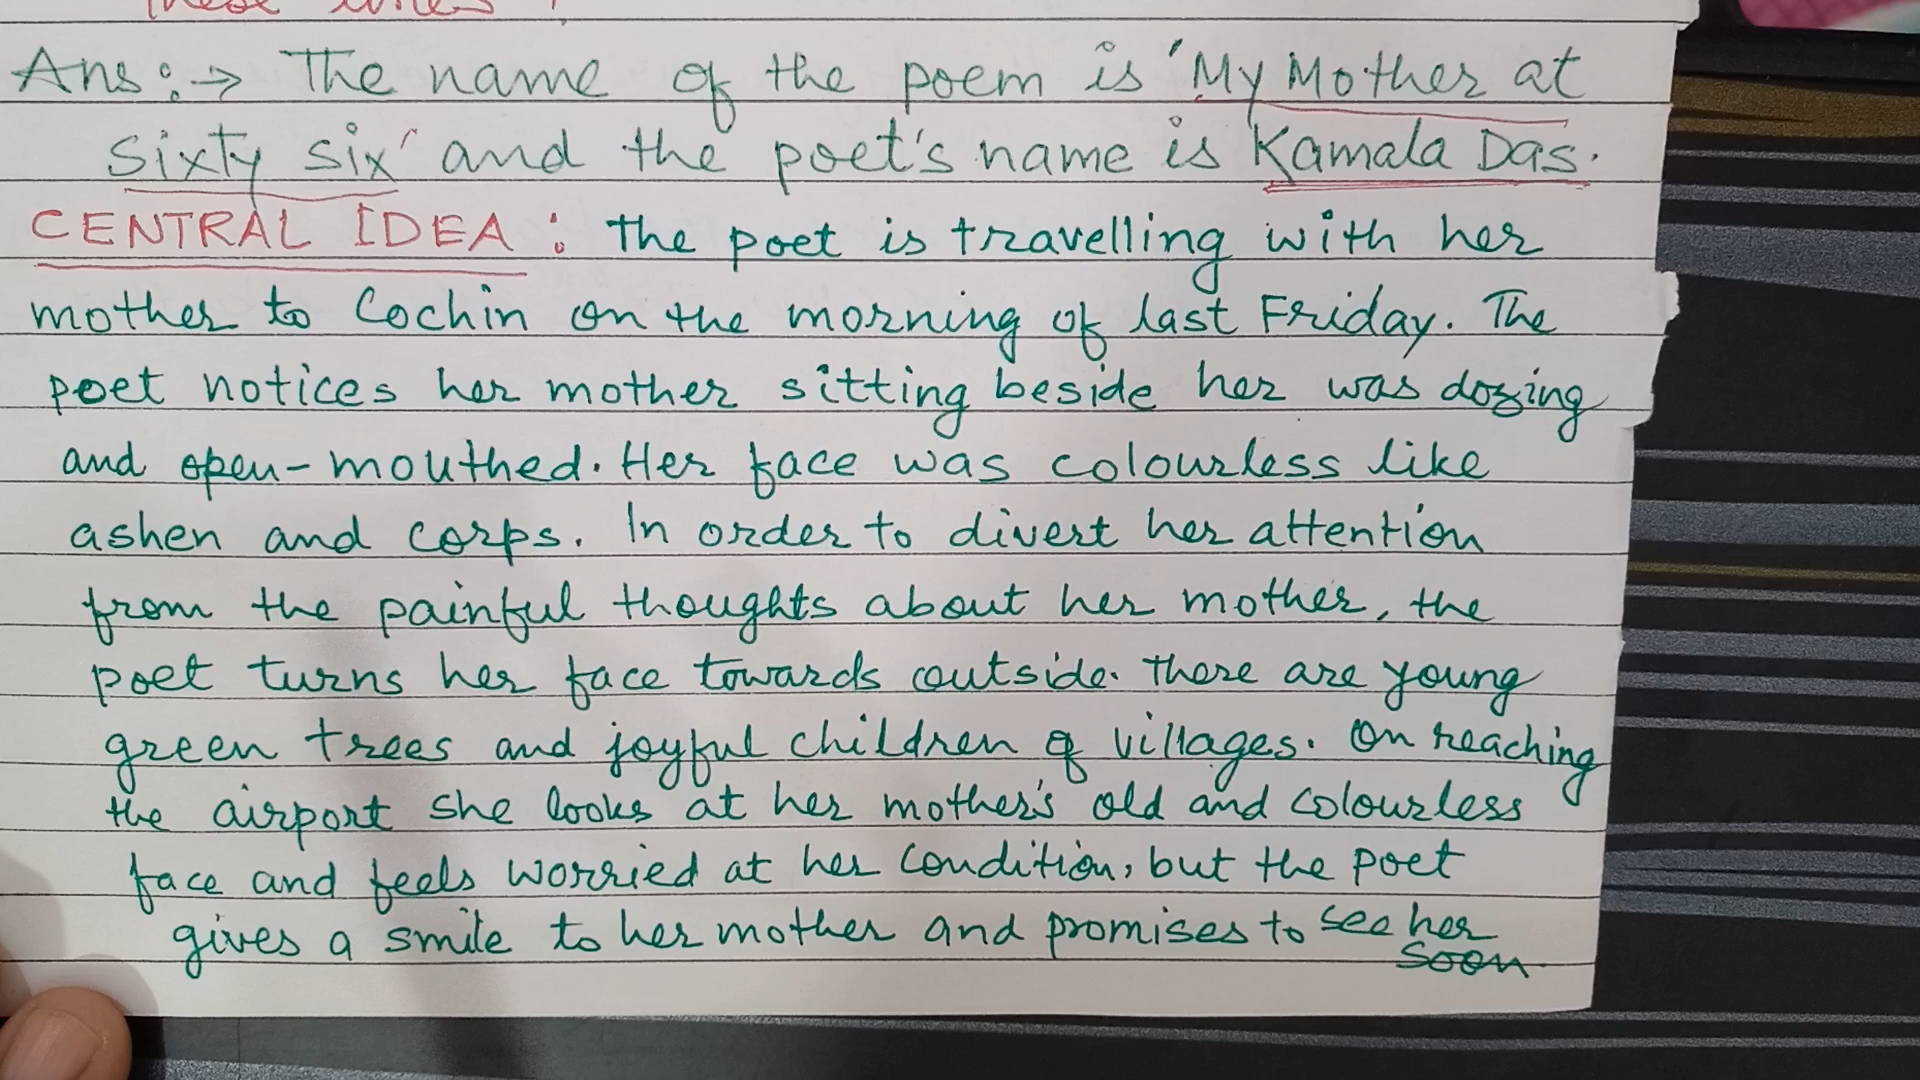 these lines?
Ans:→ The name of the poem is 'My Mother at
sixty six' and the poet's name is Kamala Das.
CENTRAL IDEA : The poet is travelling with her
mother to Cochin on the morning of last Friday. The
poet notices her mother sitting beside her was dozing
and open-mouthed. Her face was colourless like
ashen and corps. In order to divert her attention
from the painful thoughts about her mother, the
poet turns her face towards outside. There are young
green trees and joyful children of villages. On reaching
the airport she looks at her mother's old and colourless
face and feels worried at her condition, but the poet
gives a smile to her mother and promises to see her
soon